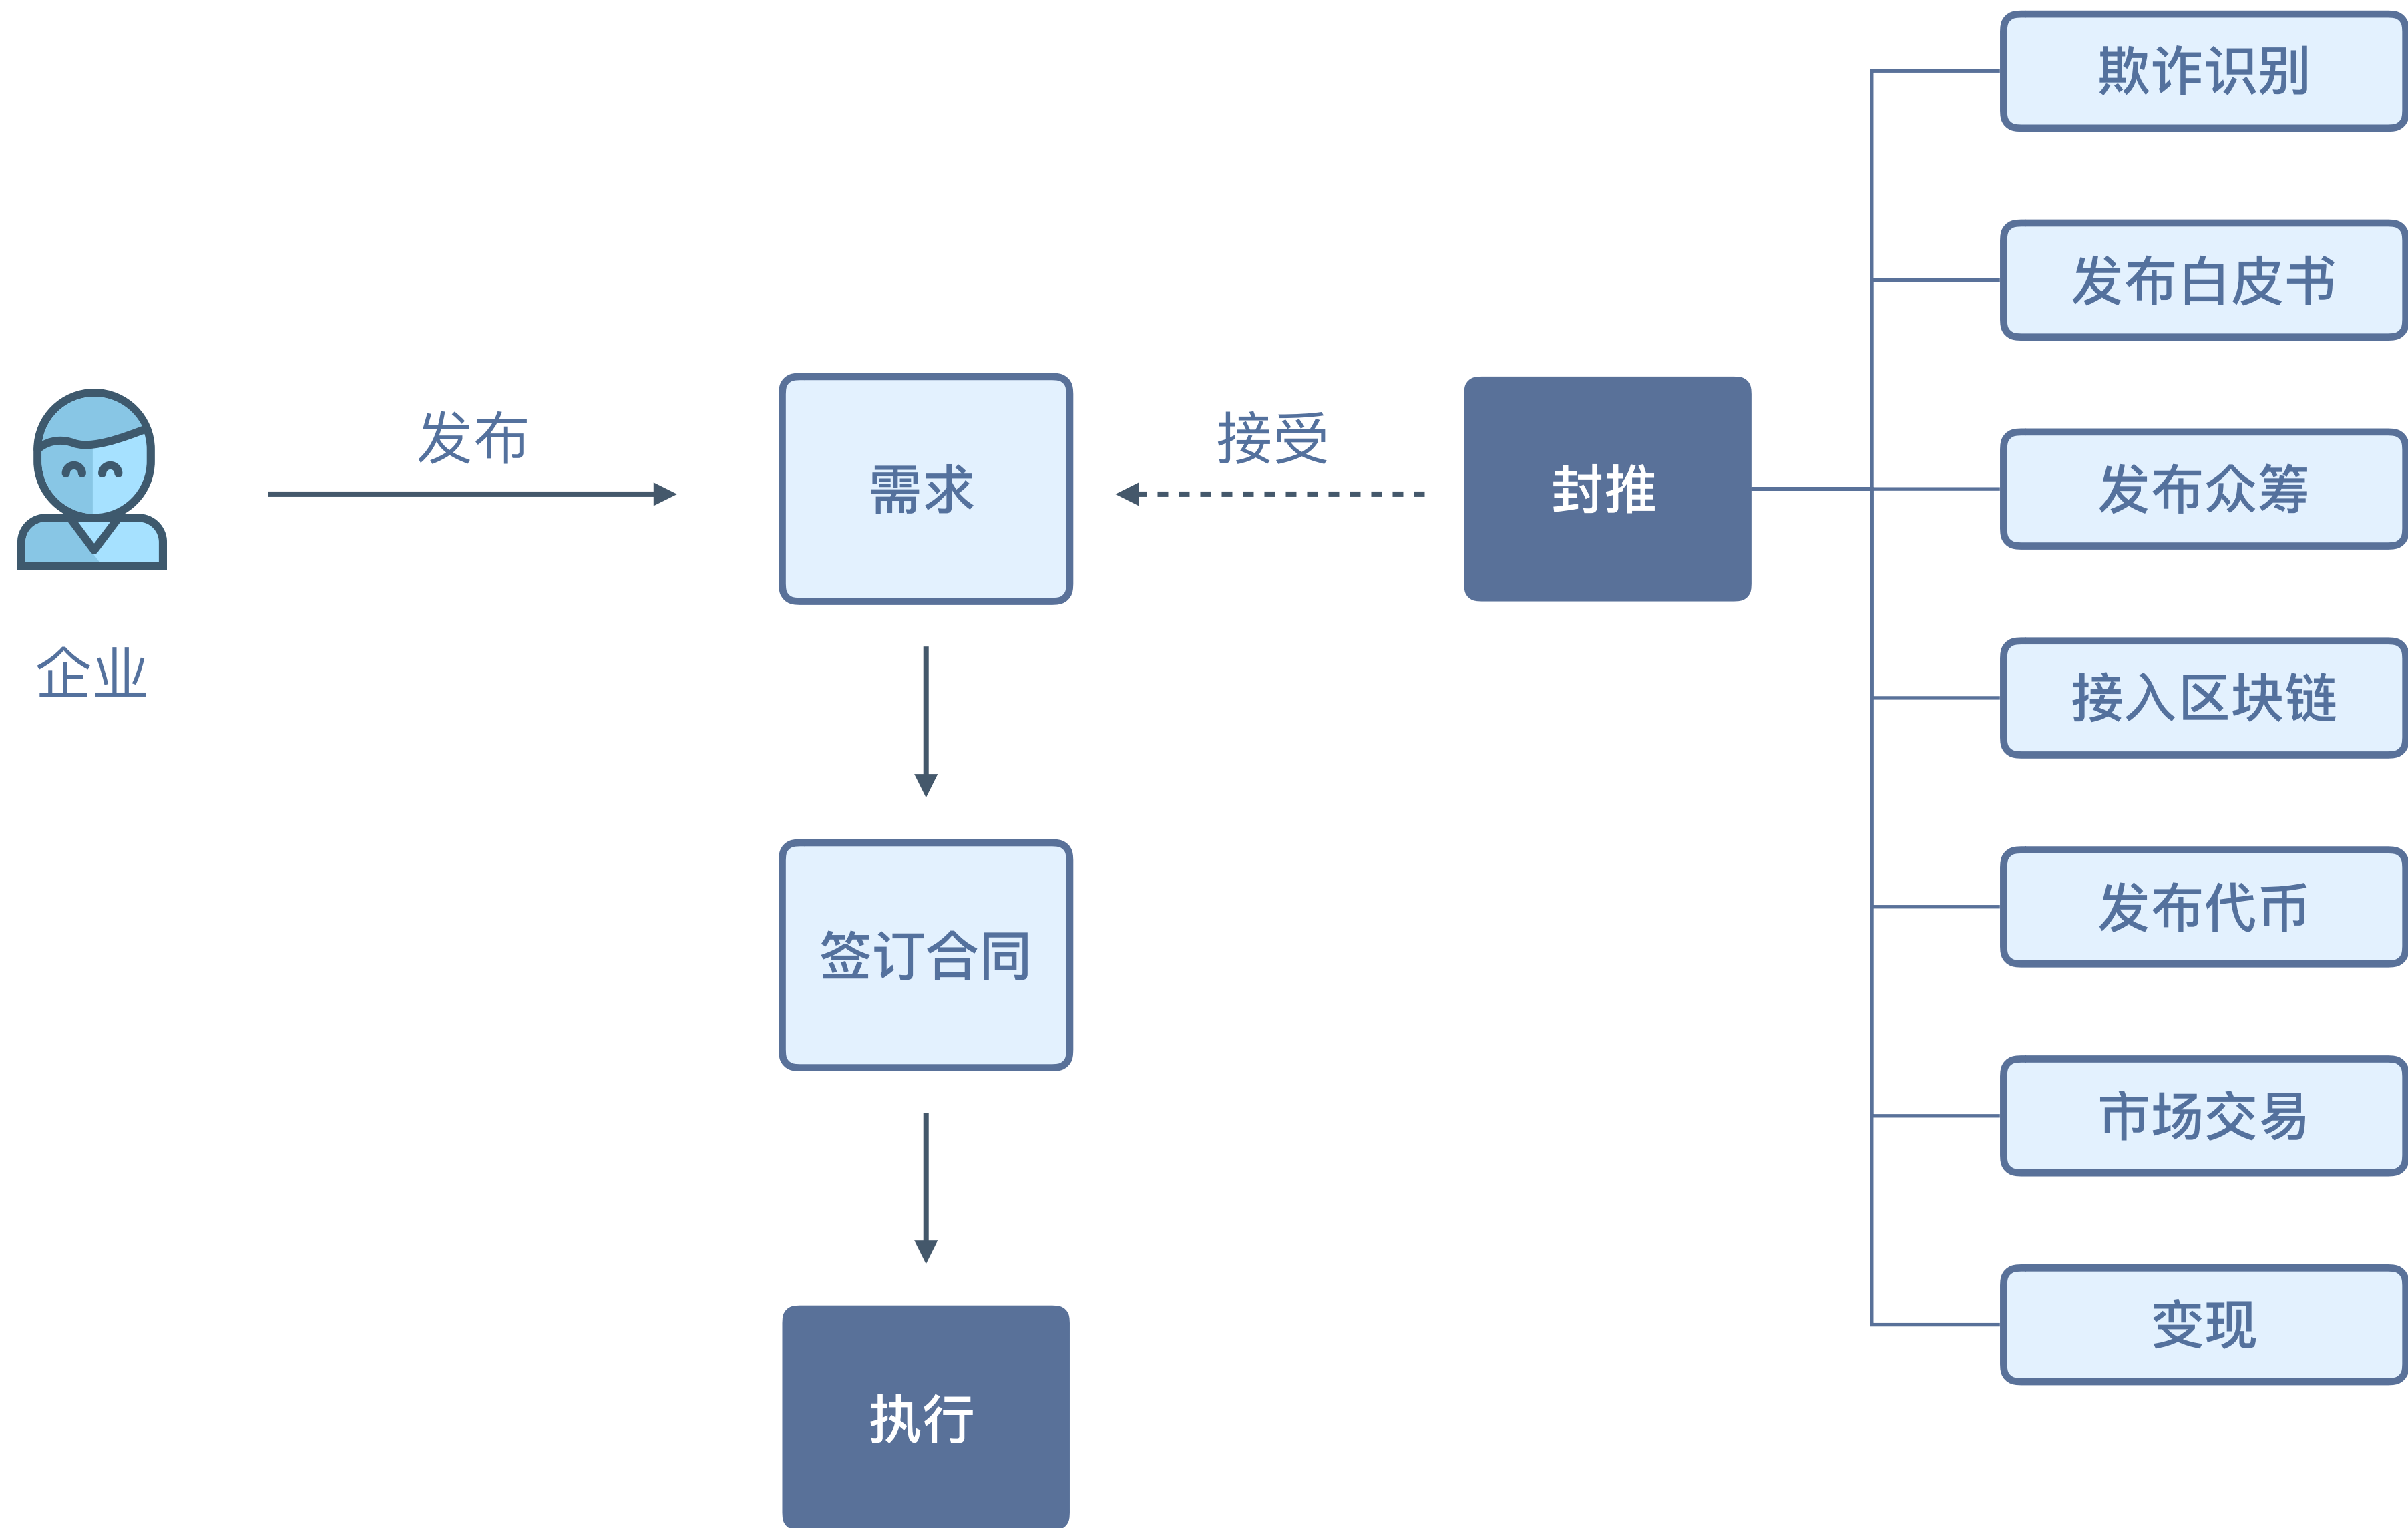 企业
发布
需求
接受
封推
签订合同
执行
欺诈识别
发布白皮书
发布众筹
接入区块链
发布代币
市场交易
变现